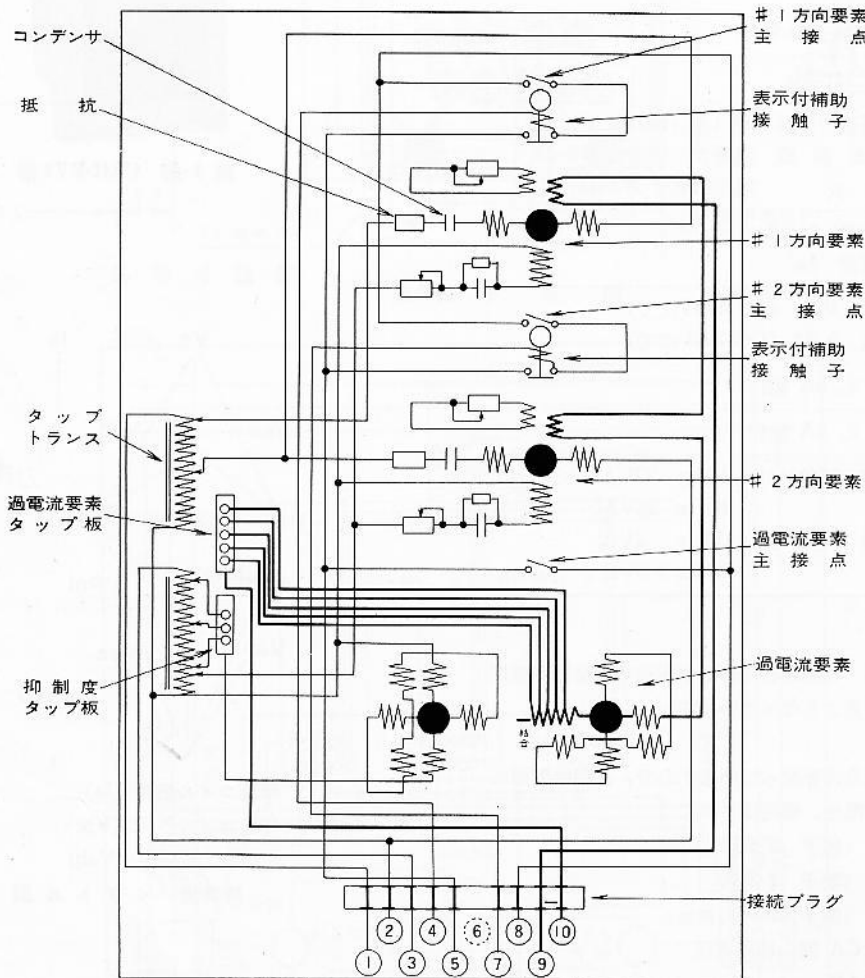 コンデンサ
抵 抗
タップ
トランス
過電流要素
タップ板
抑制度
タップ板
＃1方向要素
主接点
表示付補助
接触子
＃1方向要素
＃2方向要素
主接点
表示付補助
接触子
＃2方向要素
過電流要素
主接点
過電流要素
結合
接続プラグ
② ④ ⑥ ⑧ ⑩
① ③ ⑤ ⑦ ⑨